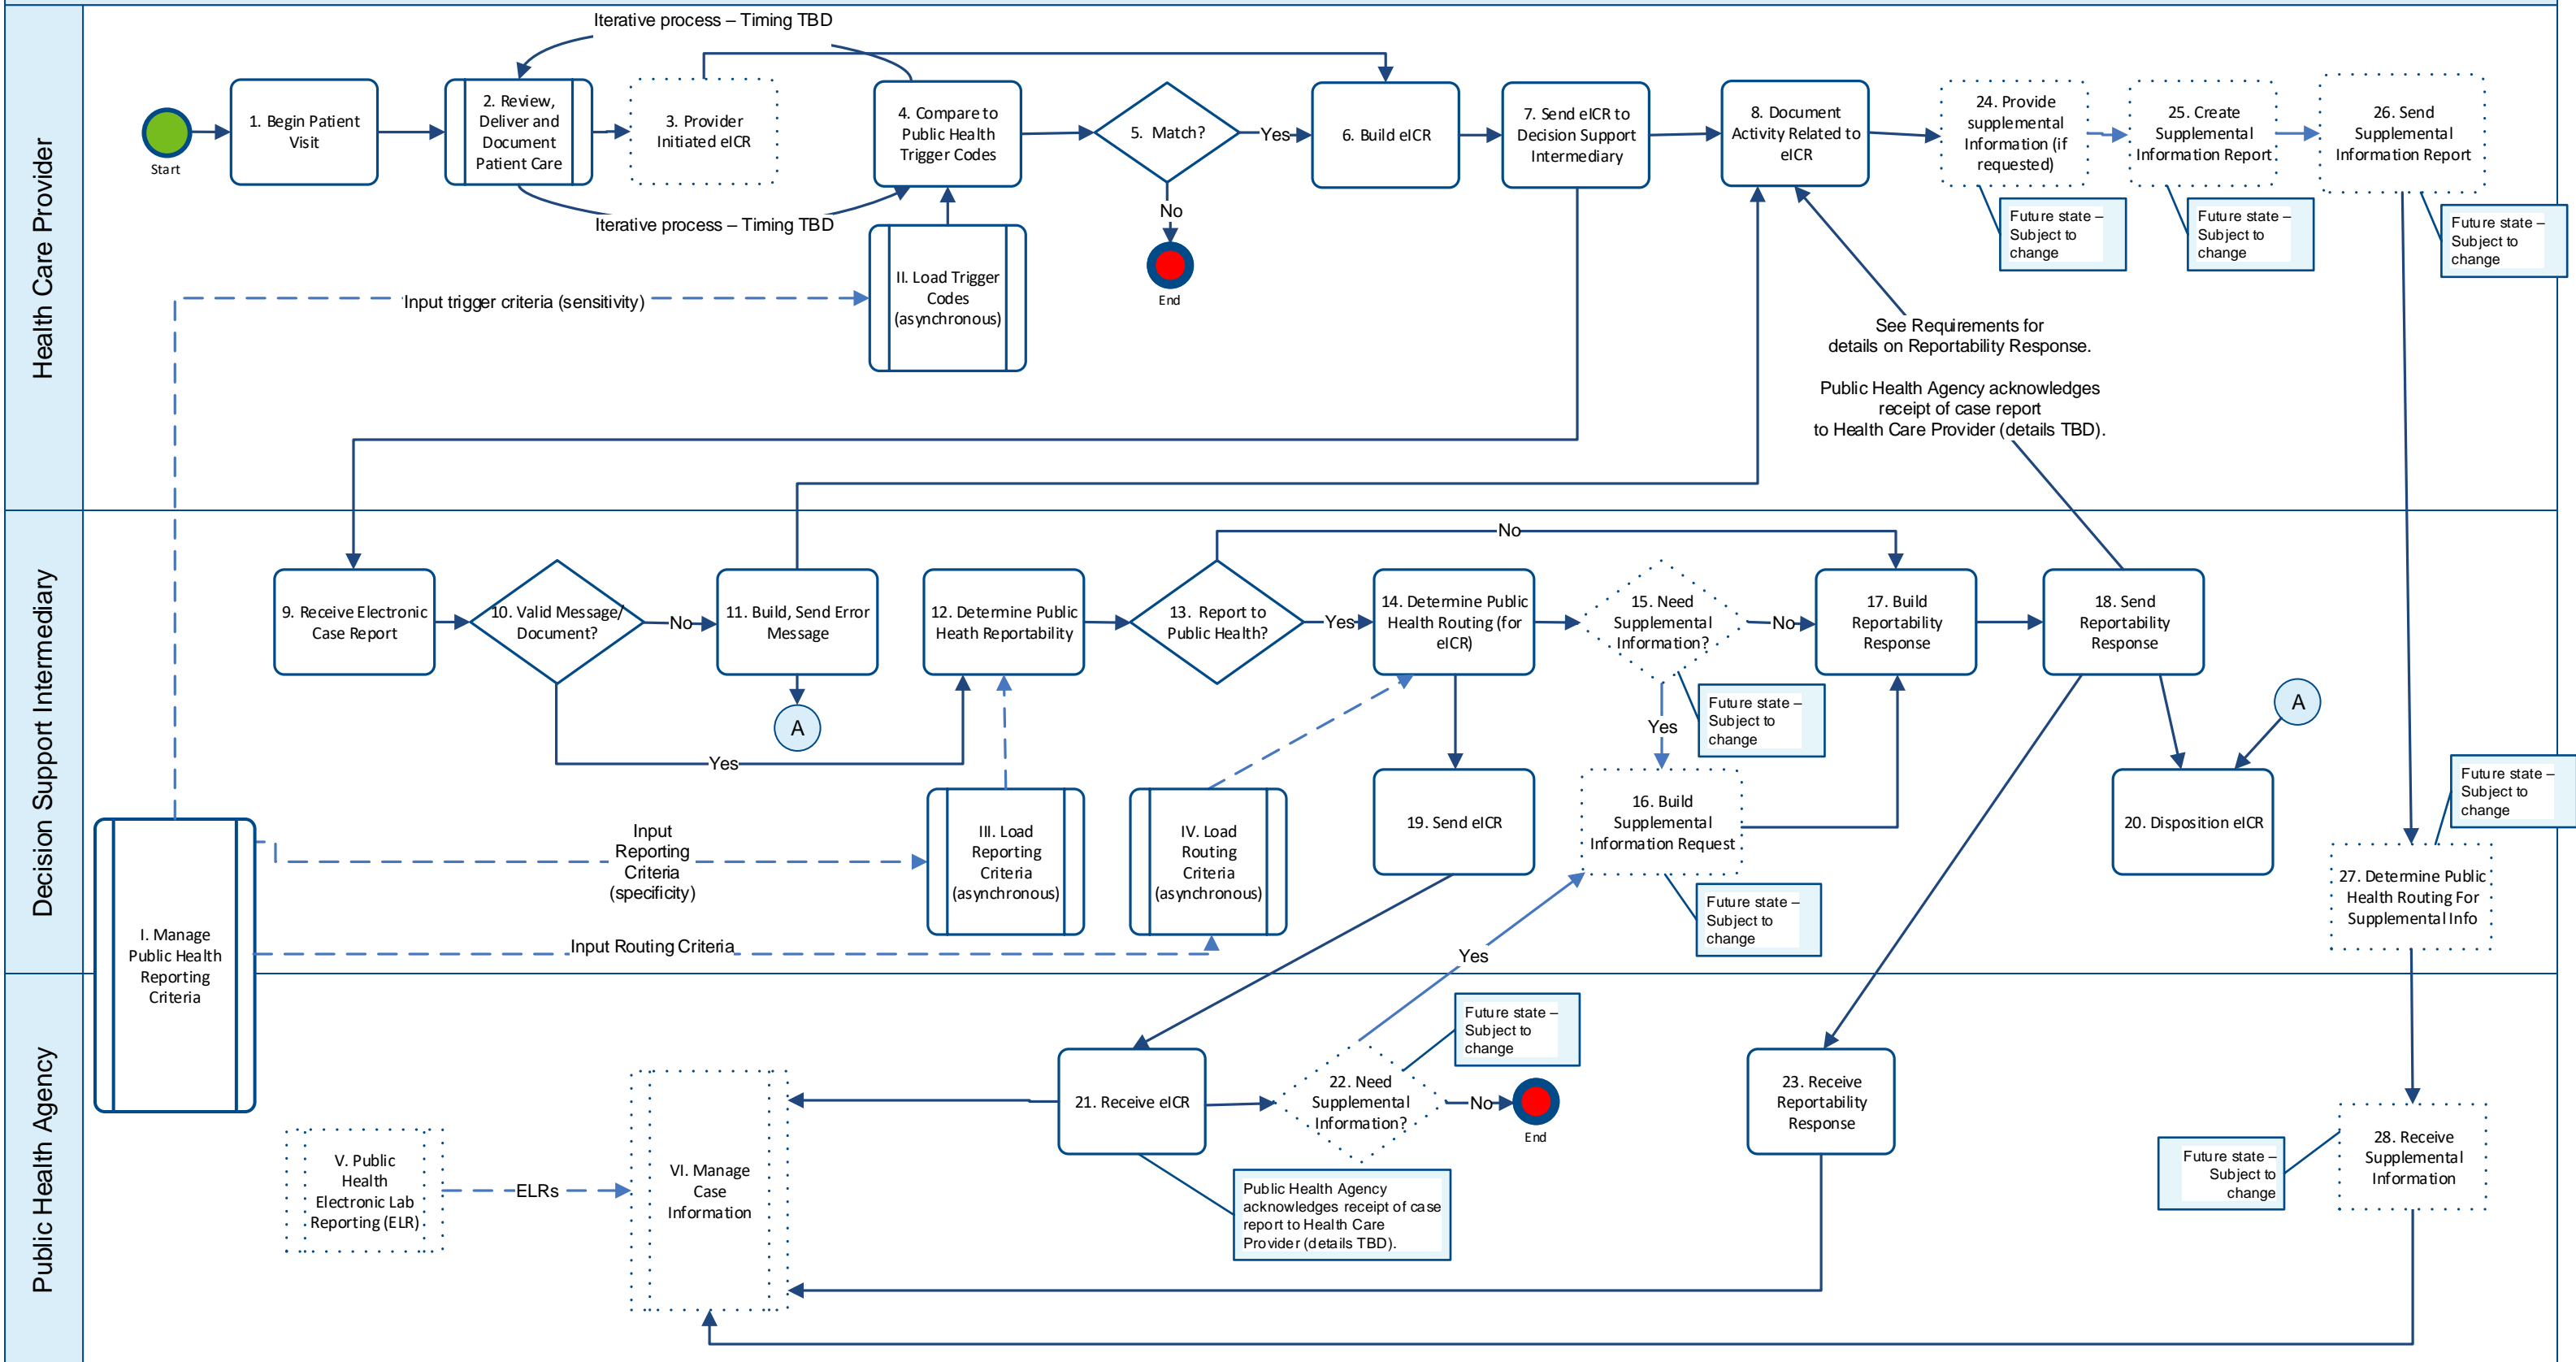 Health Care Provider
Iterative process – Timing TBD
Start
1. Begin Patient
Visit
2. Review,
Deliver and
Document
Patient Care
3. Provider
Initiated eICR
4. Compare to
Public Health
Trigger Codes
5. Match?
Yes
6. Build eICR
7. Send eICR to
Decision Support
Intermediary
8. Document
Activity Related to
eICR
24. Provide
supplemental
Information (if
requested)
25. Create
Supplemental
Information Report
26. Send
Supplemental
Information Report
Iterative process – Timing TBD
No
End
Future state –
Subject to
change
Future state –
Subject to
change
Future state –
Subject to
change
Input trigger criteria (sensitivity)
II. Load Trigger
Codes
(asynchronous)
See Requirements for
details on Reportability Response.
Public Health Agency acknowledges
receipt of case report
to Health Care Provider (details TBD).
Decision Support Intermediary
No
9. Receive Electronic
Case Report
10. Valid Message/
Document?
No
11. Build, Send Error
Message
12. Determine Public
Heath Reportability
13. Report to
Public Health?
Yes
14. Determine Public
Health Routing (for
eICR)
15. Need
Supplemental
Information?
No
17. Build
Reportability
Response
18. Send
Reportability
Response
A
Yes
Yes
Future state –
Subject to
change
A
Input
Reporting
Criteria
(specificity)
III. Load
Reporting
Criteria
(asynchronous)
IV. Load
Routing
Criteria
(asynchronous)
19. Send eICR
16. Build
Supplemental
Information Request
20. Disposition eICR
Future state –
Subject to
change
27. Determine Public
Health Routing For
Supplemental Info
Future state –
Subject to
change
Input Routing Criteria
Yes
I. Manage
Public Health
Reporting
Criteria
Public Health Agency
Future state –
Subject to
change
21. Receive eICR
22. Need
Supplemental
Information?
No
End
23. Receive
Reportability
Response
V. Public
Health
Electronic Lab
Reporting (ELR)
ELRs
VI. Manage
Case
Information
Public Health Agency
acknowledges receipt of case
report to Health Care
Provider (details TBD).
Future state –
Subject to
change
28. Receive
Supplemental
Information